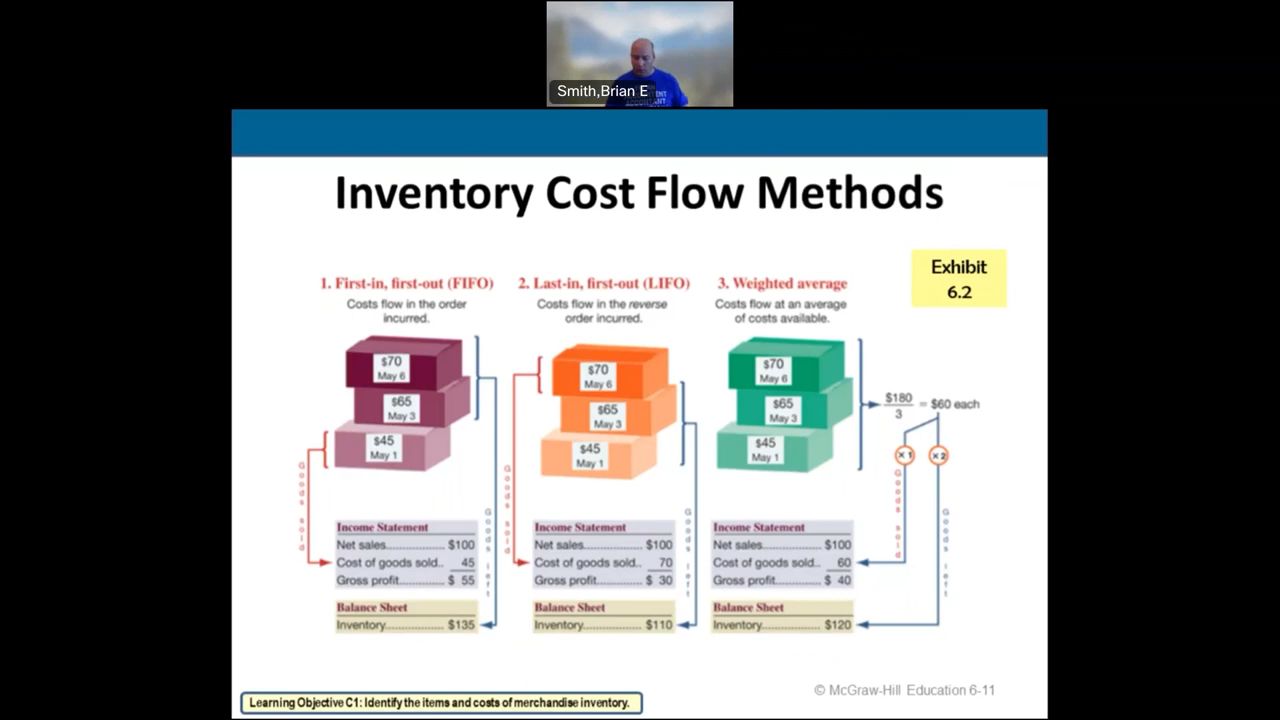 Smith,Brian E
ACCOUNTANT
Inventory Cost Flow Methods
Exhibit
6.2
1. First-in, first-out (FIFO)
Costs flow in the order
incurred.
$70
May 6
$65
May 3
$45
May 1
Goods sold
Goods left
Income Statement
Net sales............... $100
Cost of goods sold.. 45
Gross profit............. $ 55
Balance Sheet
Inventory................. $135
2. Last-in, first-out (LIFO)
Costs flow in the reverse
order incurred.
$70
May 6
$65
May 3
$45
May 1
Goods sold
Goods left
Income Statement
Net sales............... $100
Cost of goods sold.. 70
Gross profit............. $ 30
Balance Sheet
Inventory................. $110
3. Weighted average
Costs flow at an average
of costs available.
$70
May 6
$65
May 3
$45
May 1
$180
3
= $60 each
x 1
x 2
Goods sold
Goods left
Income Statement
Net sales............... $100
Cost of goods sold.. 60
Gross profit............. $ 40
Balance Sheet
Inventory................. $120
Learning Objective C1: Identify the items and costs of merchandise inventory.
© McGraw-Hill Education 6-11